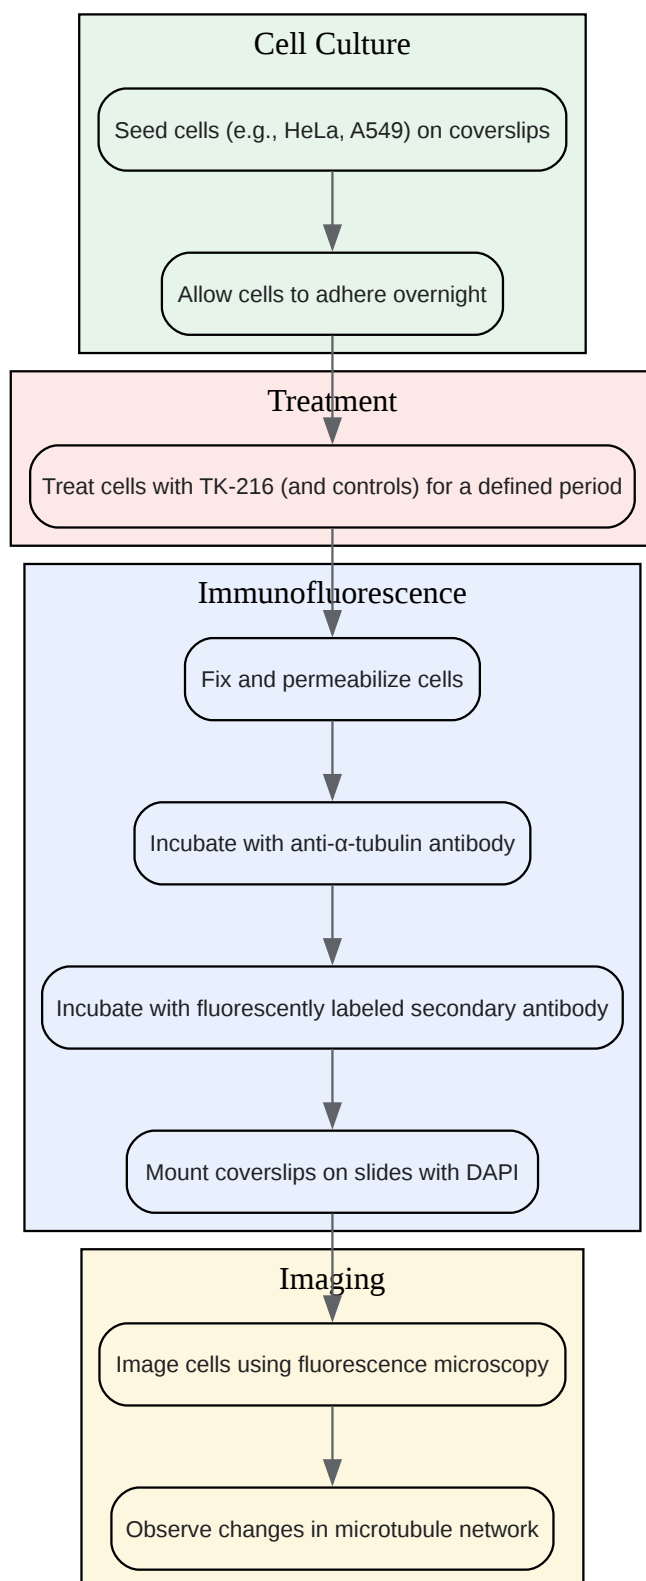 Cell Culture
Seed cells (e.g., HeLa, A549) on coverslips
Allow cells to adhere overnight
Treatment
Treat cells with TK-216 (and controls) for a defined period
Immunofluorescence
Fix and permeabilize cells
Incubate with anti-α-tubulin antibody
Incubate with fluorescently labeled secondary antibody
Mount coverslips on slides with DAPI
Imaging
Image cells using fluorescence microscopy
Observe changes in microtubule network